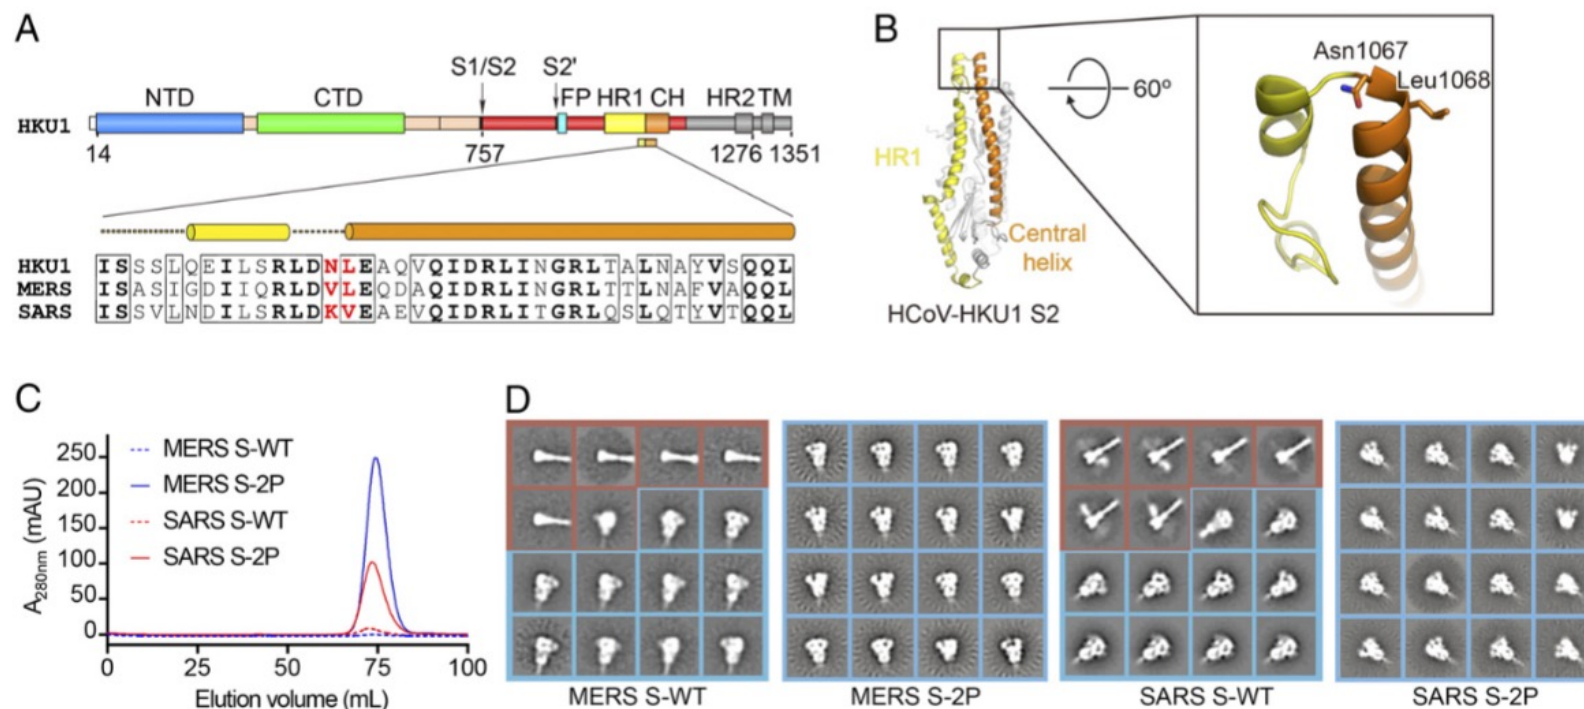 A
S1/S2 S2'
NTD CTD FP HR1 CH HR2 TM
HKU1
14 757 1276 1351
HKU1 ISSSLQEILSRLDNLEAQVQIDRLINGRLTALNAYVSQQL
MERS ISASIGDIIQRLDVLEQDAQIDRLINGRLTTLNAFVAQQL
SARS ISSVLNDILSRLDKVEAEVQIDRLITGRLQSLQTYVTQQL
B
HR1
Central
helix
HCoV-HKU1 S2
60º
Asn1067
Leu1068
C
A280nm (mAU)
250
200
150
100
50
0
MERS S-WT
MERS S-2P
SARS S-WT
SARS S-2P
0 25 50 75 100
Elution volume (mL)
D
MERS S-WT MERS S-2P SARS S-WT SARS S-2P